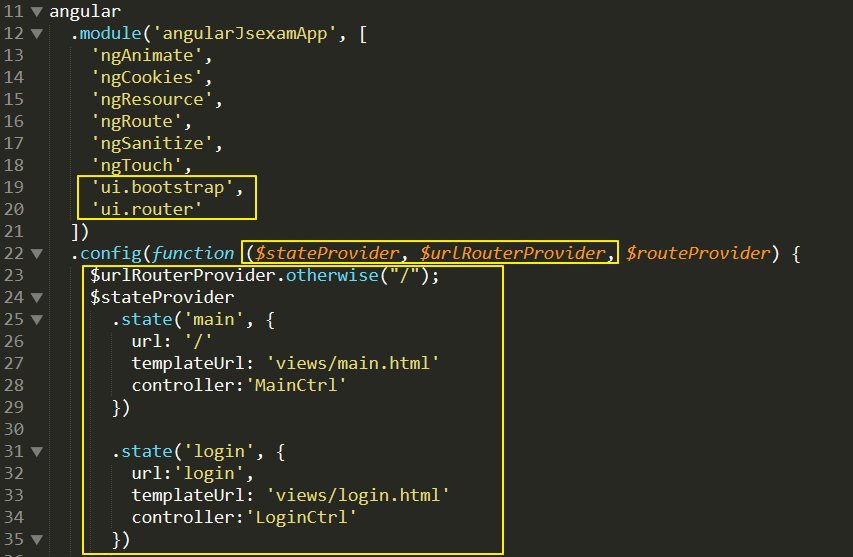 11 ▼ angular
12 ▼   .module('angularJsexamApp', [
13       'ngAnimate',
14       'ngCookies',
15       'ngResource',
16       'ngRoute',
17       'ngSanitize',
18       'ngTouch',
19       'ui.bootstrap',
20       'ui.router'
21     ])
22 ▼   .config(function ($stateProvider, $urlRouterProvider, $routeProvider) {
23       $urlRouterProvider.otherwise("/");
24 ▼     $stateProvider
25 ▼       .state('main', {
26           url: '/'
27           templateUrl: 'views/main.html'
28           controller:'MainCtrl'
29         })
30
31 ▼       .state('login', {
32           url:'login',
33           templateUrl: 'views/login.html'
34           controller:'LoginCtrl'
35 ▼       })